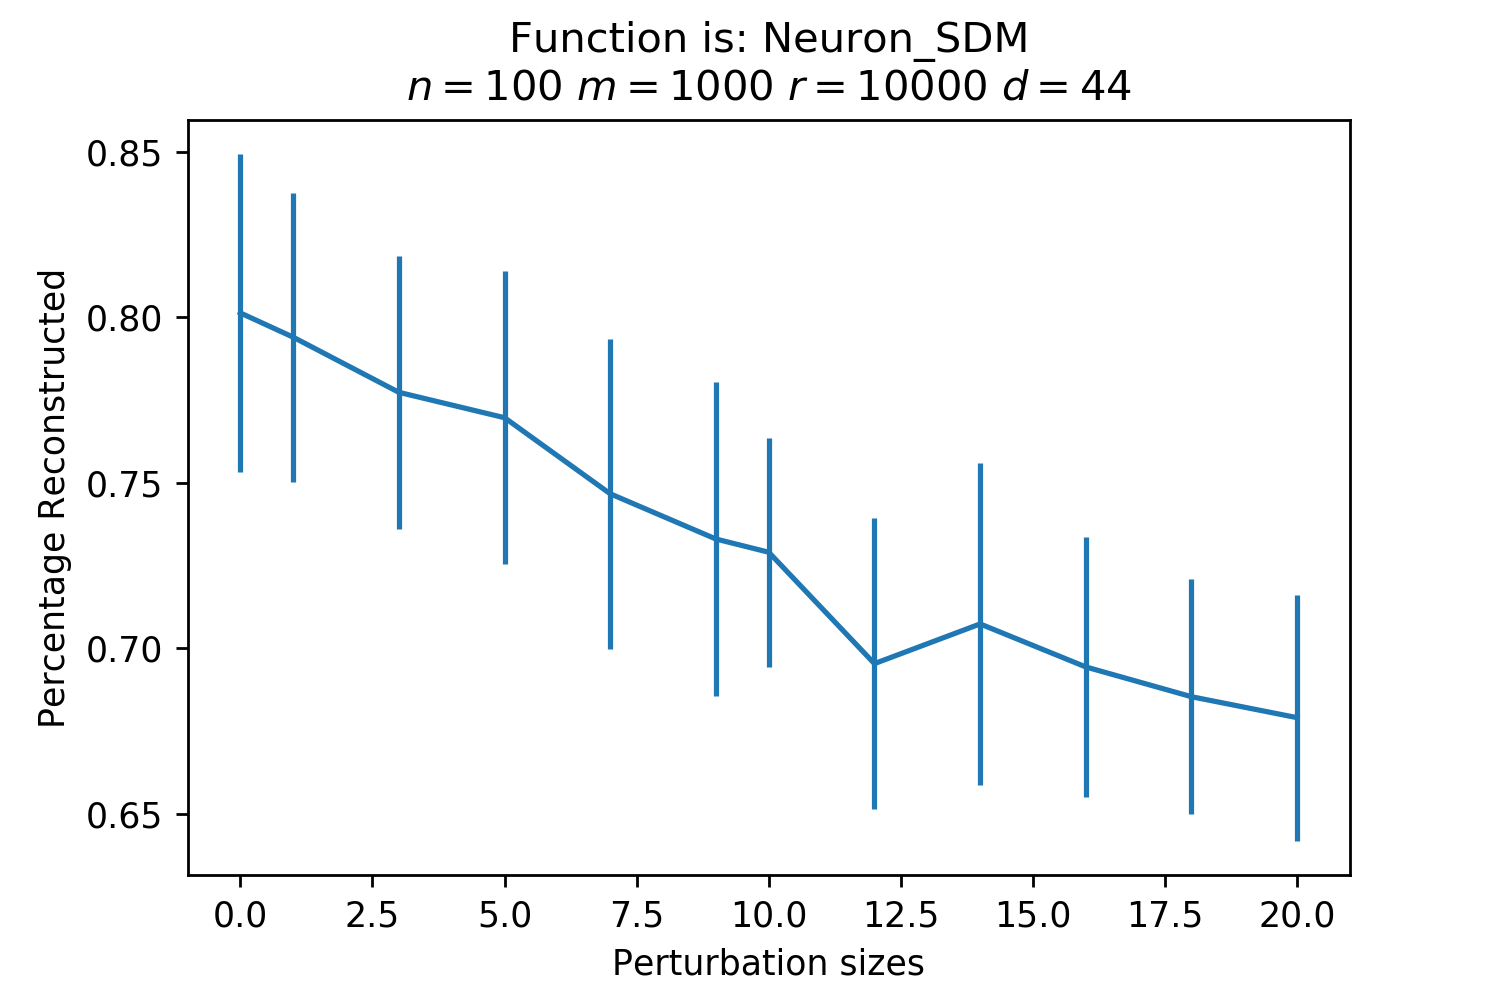 Function is: Neuron_SDM
n = 100 m = 1000 r = 10000 d = 44
0.85
0.80
0.75
0.70
0.65
Percentage Reconstructed
0.0 2.5 5.0 7.5 10.0 12.5 15.0 17.5 20.0
Perturbation sizes